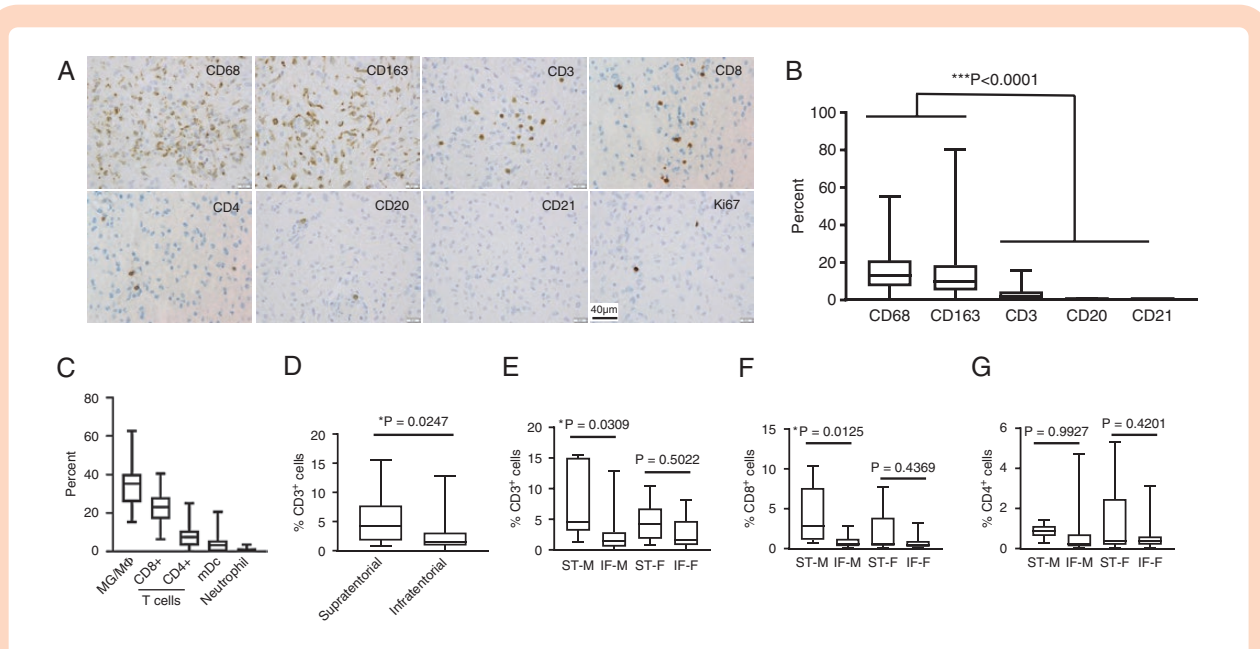 A
CD68
CD163
CD3
CD8
CD4
CD20
CD21
Ki67
40µm
B
***P<0.0001
Percent
100
80
60
40
20
0
CD68 CD163 CD3 CD20 CD21
C
Percent
80
60
40
20
0
MG/MΦ CD8+ CD4+ mDc Neutrophil
T cells
D
*P = 0.0247
% CD3⁺ cells
20
15
10
5
0
Supratentorial Infratentorial
E
*P = 0.0309
P = 0.5022
% CD3⁺ cells
20
15
10
5
0
ST-M IF-M ST-F IF-F
F
*P = 0.0125
P = 0.4369
% CD8⁺ cells
15
10
5
0
ST-M IF-M ST-F IF-F
G
P = 0.9927
P = 0.4201
% CD4⁺ cells
6
4
2
0
ST-M IF-M ST-F IF-F